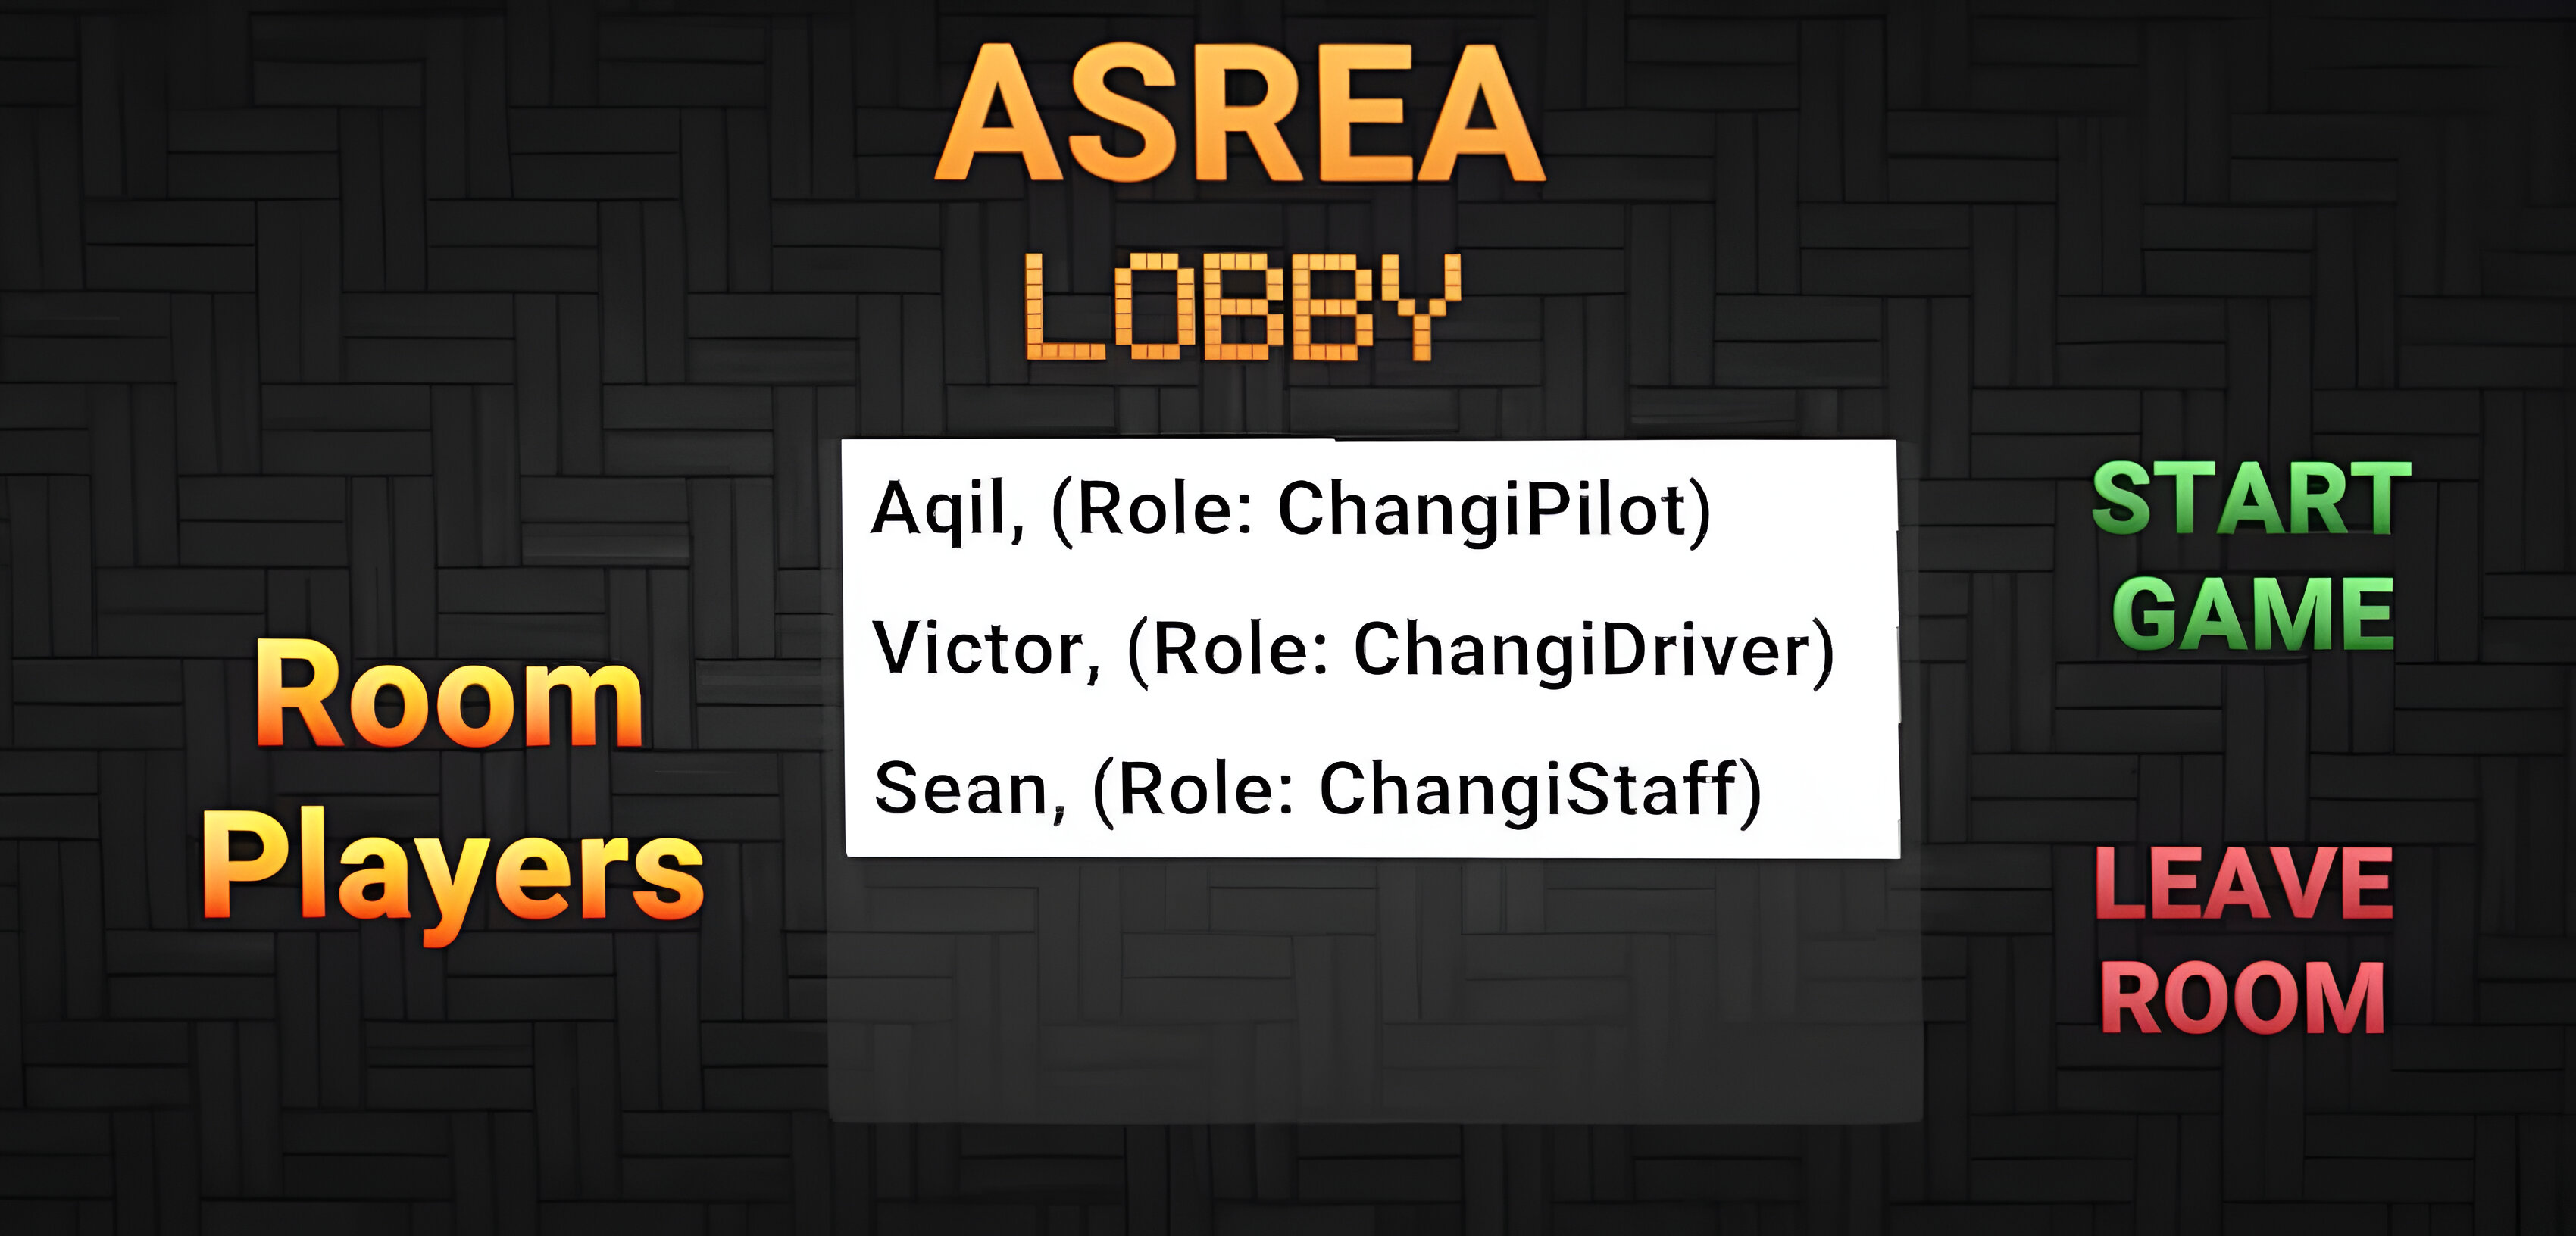 ASREA
LOBBY
Room
Players
Aqil, (Role: ChangiPilot)
Victor, (Role: ChangiDriver)
Sean, (Role: ChangiStaff)
START
GAME
LEAVE
ROOM